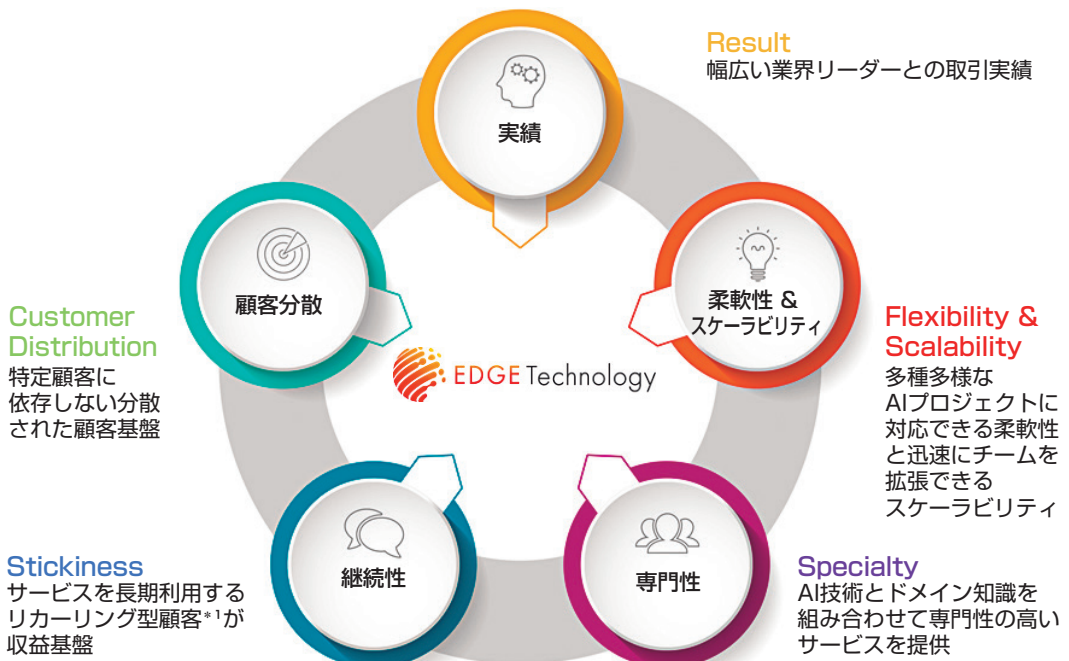 Result
幅広い業界リーダーとの取引実績
実績
顧客分散
柔軟性 &
スケーラビリティ
Customer
Distribution
特定顧客に
依存しない分散
された顧客基盤
EDGE Technology
Flexibility &
Scalability
多種多様な
AIプロジェクトに
対応できる柔軟性
と迅速にチームを
拡張できる
スケーラビリティ
継続性
専門性
Stickiness
サービスを長期利用する
リカーリング型顧客*1が
収益基盤
Specialty
AI技術とドメイン知識を
組み合わせて専門性の高い
サービスを提供